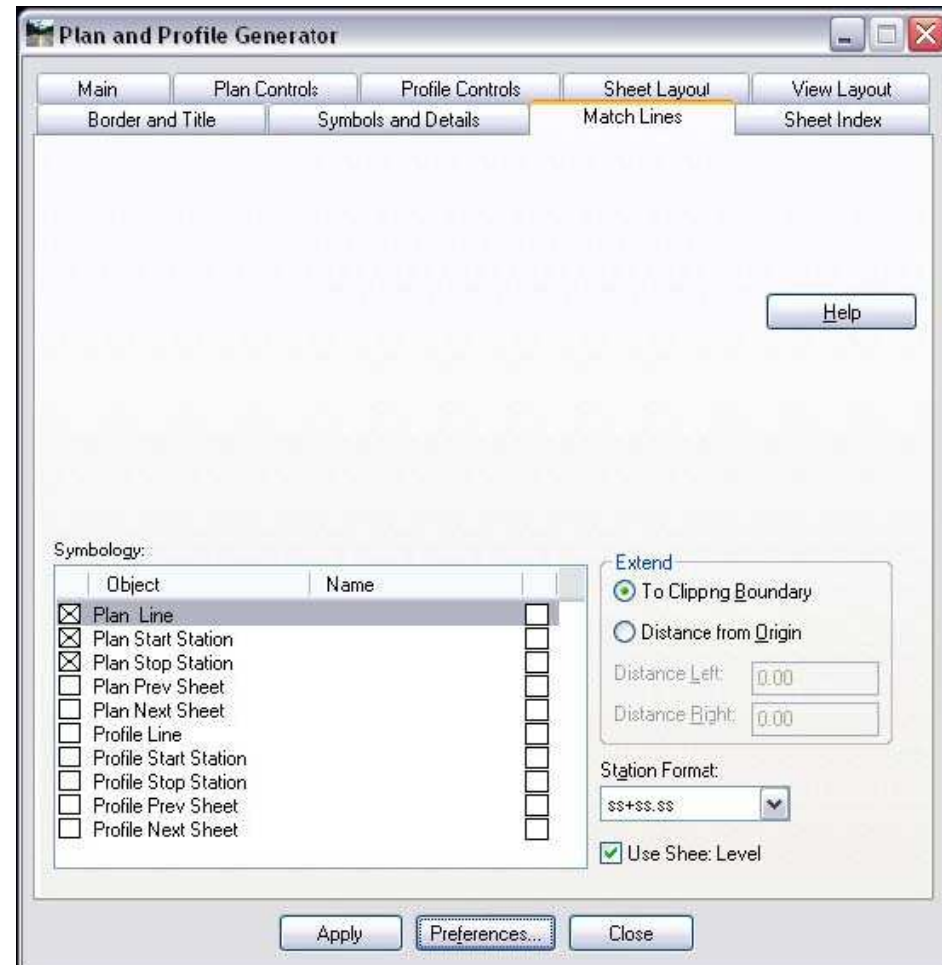 Plan and Profile Generator
Main Plan Controls Profile Controls Sheet Layout View Layout
Border and Title Symbols and Details Match Lines Sheet Index
Help
Symbology:
Object Name
Plan Line
Plan Start Station
Plan Stop Station
Plan Prev Sheet
Plan Next Sheet
Profile Line
Profile Start Station
Profile Stop Station
Profile Prev Sheet
Profile Next Sheet
Extend
To Clippng Boundary
Distance from Origin
Distance Left: 0.00
Distance Right: 0.00
Station Format:
ss+ss.ss
Use Shee: Level
Apply Preferences... Close